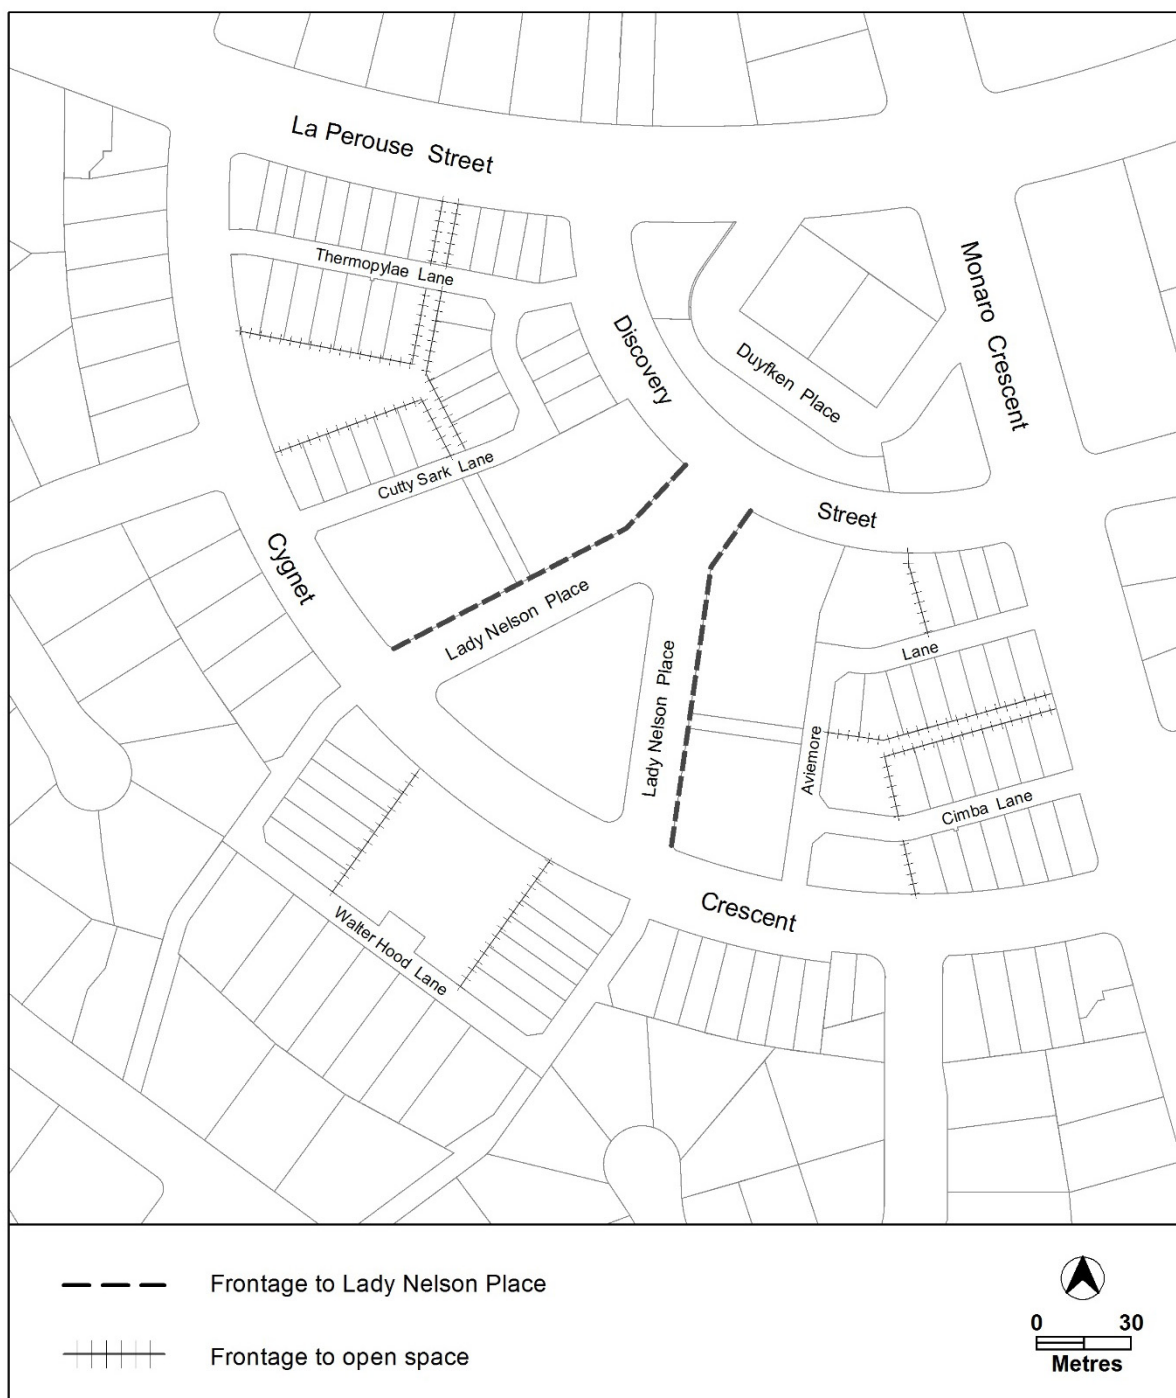 La Perouse Street
Thermopylae Lane
Discovery
Monaro Crescent
Duyfken Place
Cutty Sark Lane
Street
Cygnet
Lady Nelson Place
Lady Nelson Place
Lane
Aviemore
Cimba Lane
Crescent
Walter Hood Lane
Frontage to Lady Nelson Place
Frontage to open space
0 30
Metres